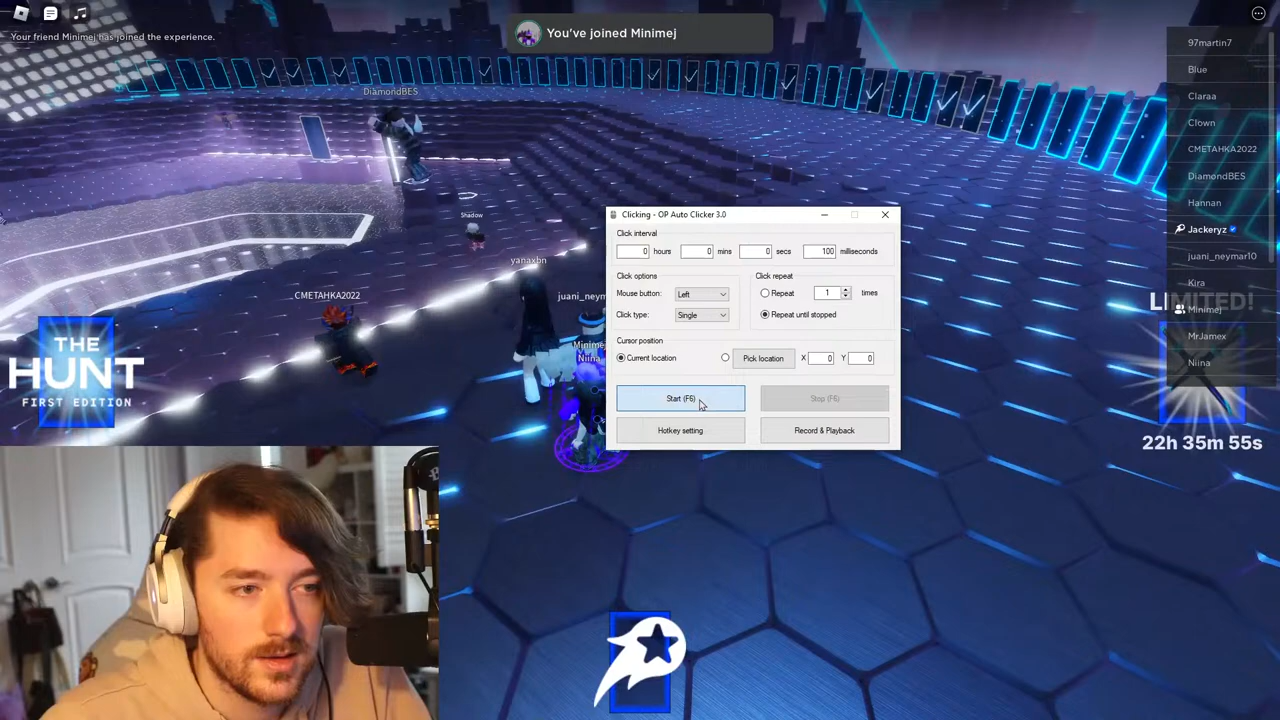 Your friend Minimej has joined the experience.
You've joined Minimej
97martin7
Blue
Claraa
Clown
CMETAHKA2022
DiamondBES
Hannan
Jackeryz
juani_neymar10
Kira
Minimej
MrJamex
Niina
DiamondBES
Shadow
yanaxbn
CMETAHKA2022
juani_neym
Minimej
Niina
THE
HUNT
FIRST EDITION
Clicking - OP Auto Clicker 3.0
Click interval
0 hours 0 mins 0 secs 100 milliseconds
Click options
Mouse button: Left
Click type: Single
Click repeat
Repeat 1 times
Repeat until stopped
Cursor position
Current location
Pick location X 0 Y 0
Start (F6)
Stop (F6)
Hotkey setting
Record & Playback
LIMITED!
22h 35m 55s